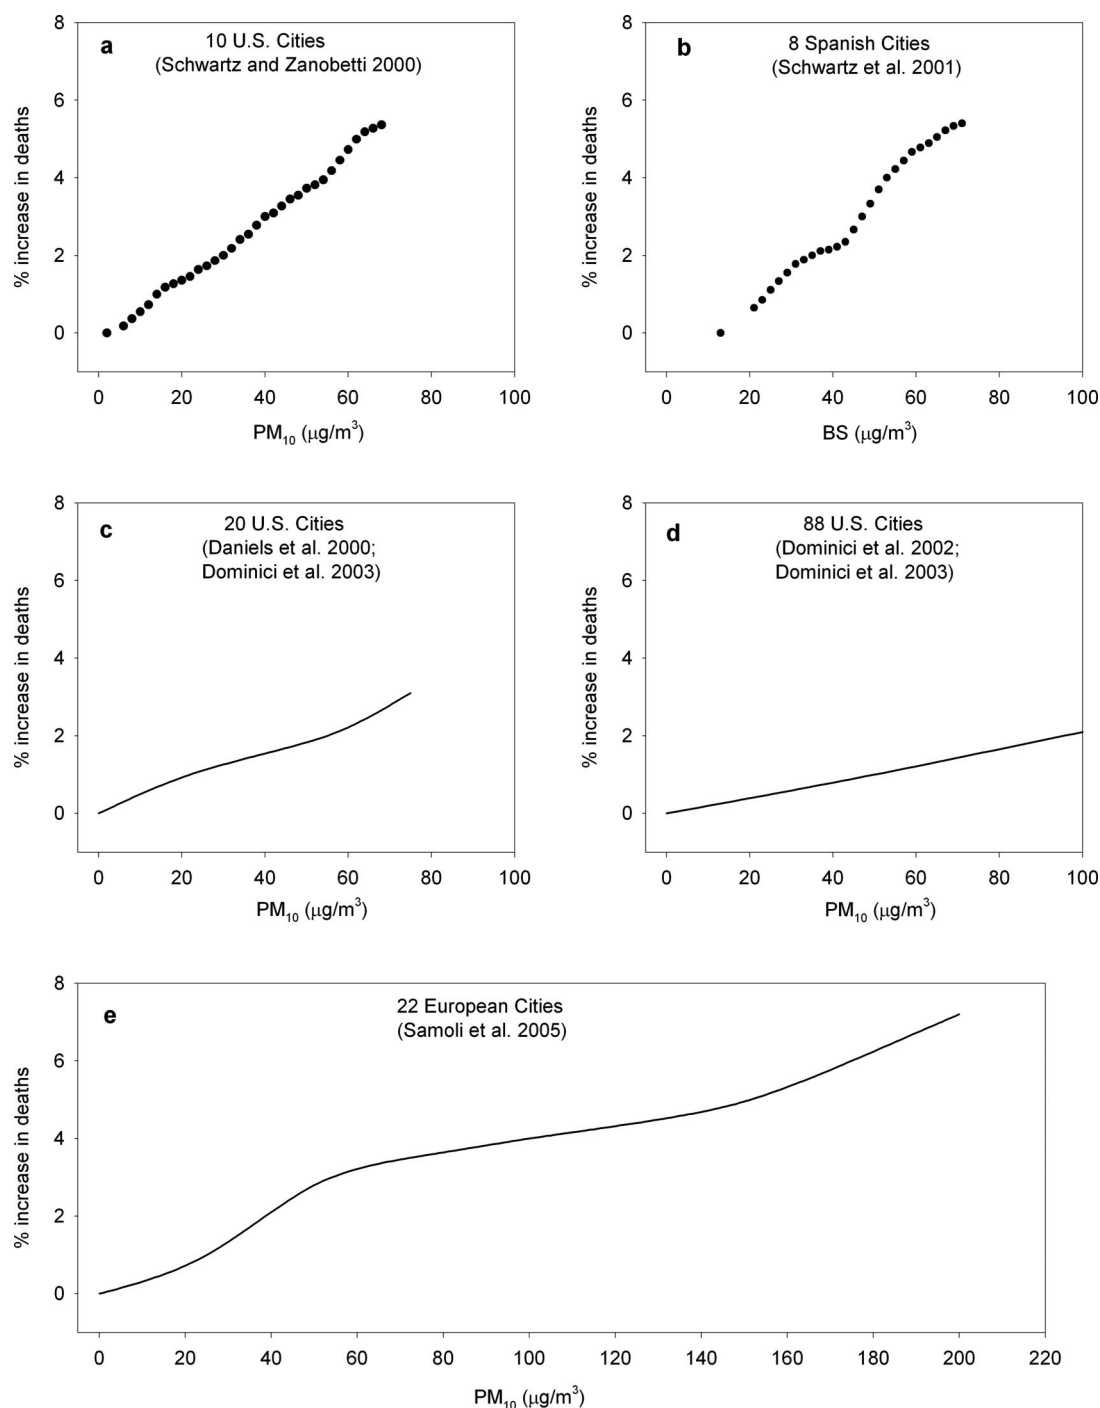 a
10 U.S. Cities
(Schwartz and Zanobetti 2000)
% increase in deaths
8
6
4
2
0
0 20 40 60 80 100
PM10 (μg/m3)
b
8 Spanish Cities
(Schwartz et al. 2001)
% increase in deaths
8
6
4
2
0
0 20 40 60 80 100
BS (μg/m3)
c
20 U.S. Cities
(Daniels et al. 2000;
Dominici et al. 2003)
% increase in deaths
8
6
4
2
0
0 20 40 60 80 100
PM10 (μg/m3)
d
88 U.S. Cities
(Dominici et al. 2002;
Dominici et al. 2003)
% increase in deaths
8
6
4
2
0
0 20 40 60 80 100
PM10 (μg/m3)
e
22 European Cities
(Samoli et al. 2005)
% increase in deaths
8
6
4
2
0
0 20 40 60 80 100 120 140 160 180 200 220
PM10 (μg/m3)